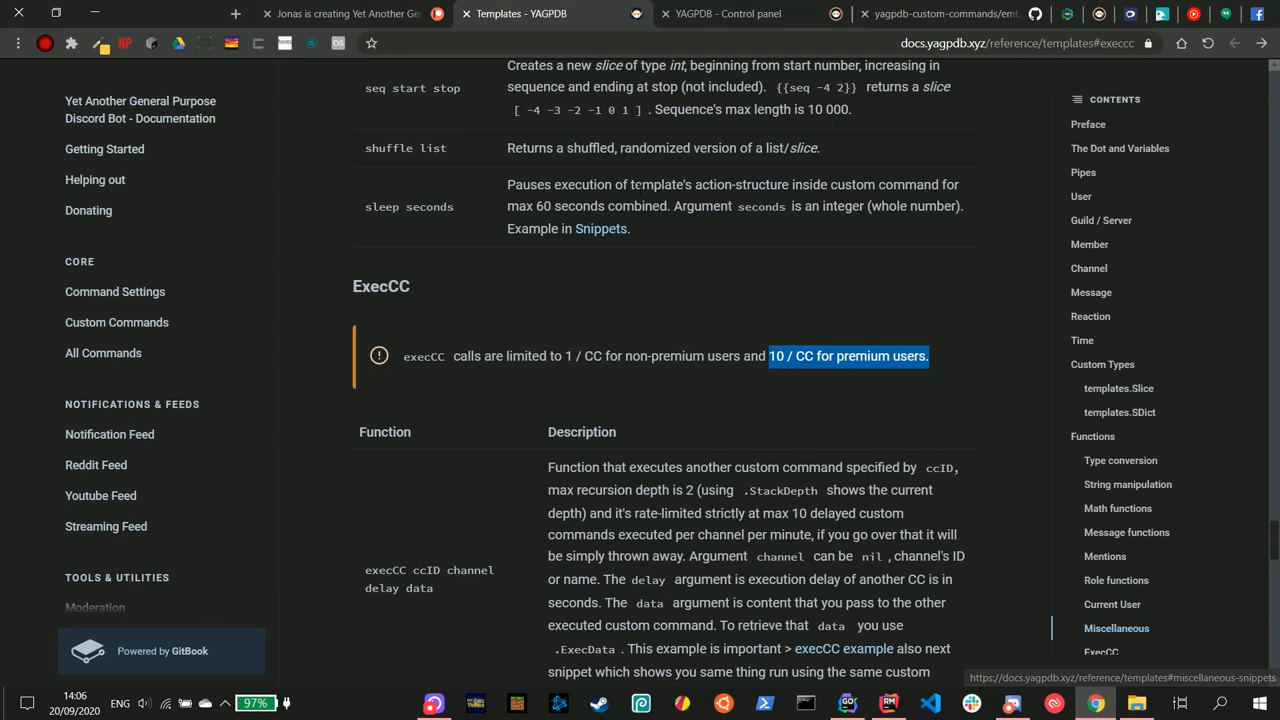 Jonas is creating Yet Another Gen
Templates - YAGPDB
YAGPDB - Control panel
yagpdb-custom-commands/emb
docs.yagpdb.xyz/reference/templates#execcc
Yet Another General Purpose
Discord Bot - Documentation
Getting Started
Helping out
Donating
CORE
Command Settings
Custom Commands
All Commands
NOTIFICATIONS & FEEDS
Notification Feed
Reddit Feed
Youtube Feed
Streaming Feed
TOOLS & UTILITIES
Moderation
Powered by GitBook
seq start stop
Creates a new slice of type int, beginning from start number, increasing in
sequence and ending at stop (not included). {{seq -4 2}} returns a slice
[ -4 -3 -2 -1 0 1 ] . Sequence's max length is 10 000.
shuffle list
Returns a shuffled, randomized version of a list/slice.
sleep seconds
Pauses execution of template's action-structure inside custom command for
max 60 seconds combined. Argument seconds is an integer (whole number).
Example in Snippets.
ExecCC
execCC calls are limited to 1 / CC for non-premium users and 10 / CC for premium users.
Function
Description
execCC ccID channel
delay data
Function that executes another custom command specified by ccID,
max recursion depth is 2 (using .StackDepth shows the current
depth) and it's rate-limited strictly at max 10 delayed custom
commands executed per channel per minute, if you go over that it will
be simply thrown away. Argument channel can be nil , channel's ID
or name. The delay argument is execution delay of another CC is in
seconds. The data argument is content that you pass to the other
executed custom command. To retrieve that data you use
.ExecData . This example is important > execCC example also next
snippet which shows you same thing run using the same custom
CONTENTS
Preface
The Dot and Variables
Pipes
User
Guild / Server
Member
Channel
Message
Reaction
Time
Custom Types
templates.Slice
templates.SDict
Functions
Type conversion
String manipulation
Math functions
Message functions
Mentions
Role functions
Current User
Miscellaneous
ExecCC
https://docs.yagpdb.xyz/reference/templates#miscellaneous-snippets
14:06
20/09/2020
ENG
97%